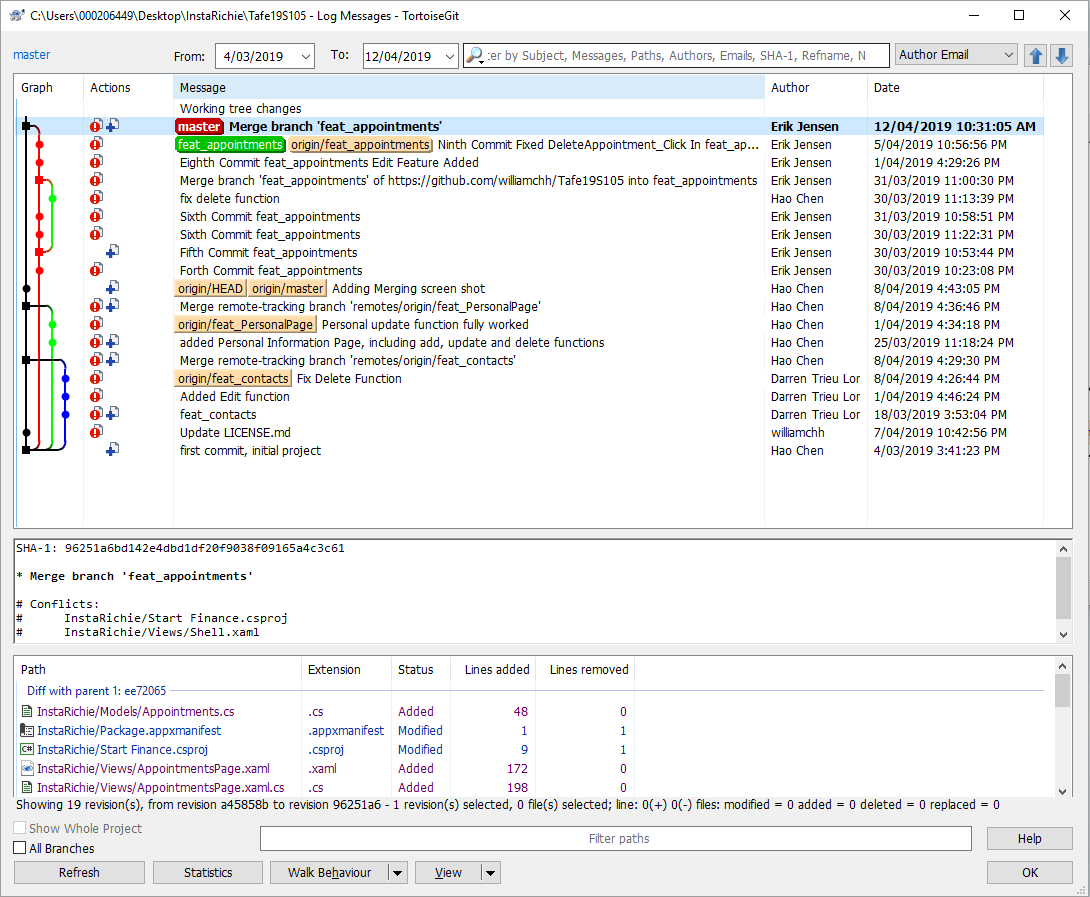 C:\Users\000206449\Desktop\InstaRichie\Tafe19S105 - Log Messages - TortoiseGit
master From: 4/03/2019 To: 12/04/2019 :er by Subject, Messages, Paths, Authors, Emails, SHA-1, Refname, N Author Email
Graph Actions Message Author Date
Working tree changes
master Merge branch 'feat_appointments' Erik Jensen 12/04/2019 10:31:05 AM
feat_appointments origin/feat_appointments Ninth Commit Fixed DeleteAppointment_Click In feat_ap... Erik Jensen 5/04/2019 10:56:56 PM
Eighth Commit feat_appointments Edit Feature Added Erik Jensen 1/04/2019 4:29:26 PM
Merge branch 'feat_appointments' of https://github.com/williamchh/Tafe19S105 into feat_appointments Erik Jensen 31/03/2019 11:00:30 PM
fix delete function Hao Chen 30/03/2019 11:13:39 PM
Sixth Commit feat_appointments Erik Jensen 31/03/2019 10:58:51 PM
Sixth Commit feat_appointments Erik Jensen 30/03/2019 11:22:31 PM
Fifth Commit feat_appointments Erik Jensen 30/03/2019 10:53:44 PM
Forth Commit feat_appointments Erik Jensen 30/03/2019 10:23:08 PM
origin/HEAD origin/master Adding Merging screen shot Hao Chen 8/04/2019 4:43:05 PM
Merge remote-tracking branch 'remotes/origin/feat_PersonalPage' Hao Chen 8/04/2019 4:36:46 PM
origin/feat_PersonalPage Personal update function fully worked Hao Chen 1/04/2019 4:34:18 PM
added Personal Information Page, including add, update and delete functions Hao Chen 25/03/2019 11:18:24 PM
Merge remote-tracking branch 'remotes/origin/feat_contacts' Hao Chen 8/04/2019 4:29:30 PM
origin/feat_contacts Fix Delete Function Darren Trieu Lor 8/04/2019 4:26:44 PM
Added Edit function Darren Trieu Lor 1/04/2019 4:46:24 PM
feat_contacts Darren Trieu Lor 18/03/2019 3:53:04 PM
Update LICENSE.md williamchh 7/04/2019 10:42:56 PM
first commit, initial project Hao Chen 4/03/2019 3:41:23 PM
SHA-1: 96251a6bd142e4dbd1df20f9038f09165a4c3c61
* Merge branch 'feat_appointments'
# Conflicts:
# InstaRichie/Start Finance.csproj
# InstaRichie/Views/Shell.xaml
Path Extension Status Lines added Lines removed
Diff with parent 1: ee72065
InstaRichie/Models/Appointments.cs .cs Added 48 0
InstaRichie/Package.appxmanifest .appxmanifest Modified 1 1
InstaRichie/Start Finance.csproj .csproj Modified 9 1
InstaRichie/Views/AppointmentsPage.xaml .xaml Added 172 0
InstaRichie/Views/AppointmentsPage.xaml.cs .cs Added 198 0
Showing 19 revision(s), from revision a45858b to revision 96251a6 - 1 revision(s) selected, 0 file(s) selected; line: 0(+) 0(-) files: modified = 0 added = 0 deleted = 0 replaced = 0
Show Whole Project
Filter paths Help
All Branches
Refresh Statistics Walk Behaviour View OK